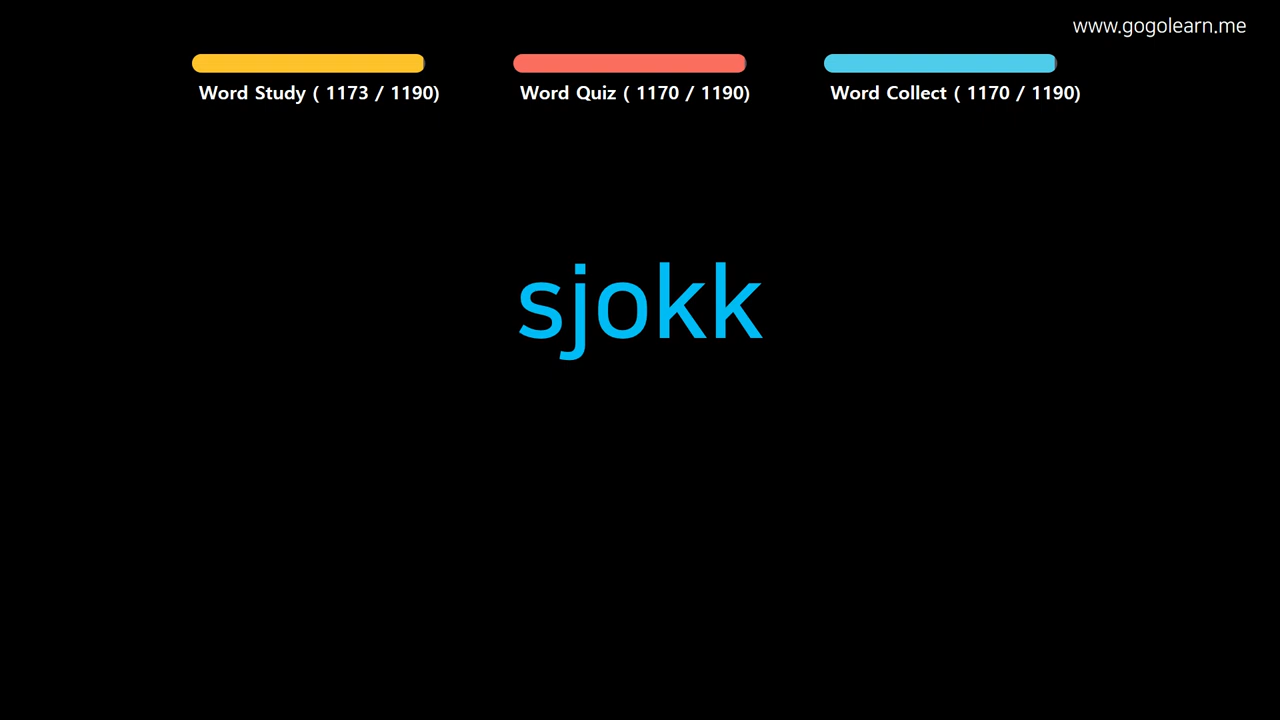 www.gogolearn.me
Word Study ( 1173 / 1190)
Word Quiz ( 1170 / 1190)
Word Collect ( 1170 / 1190)
sjokk